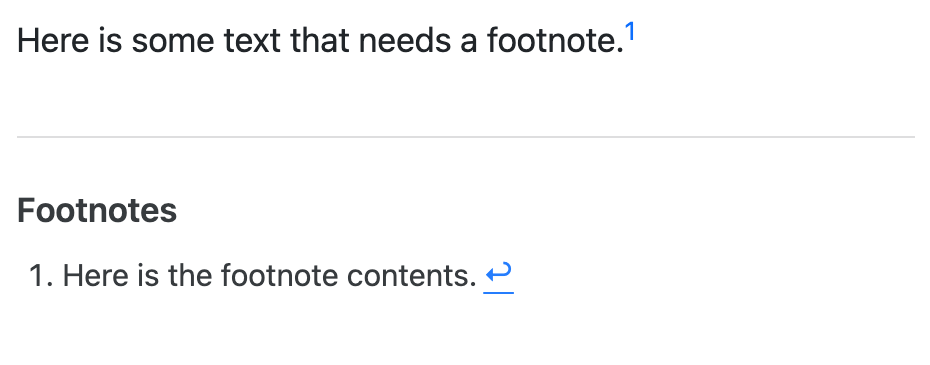 Here is some text that needs a footnote.1
Footnotes
1. Here is the footnote contents. ↩